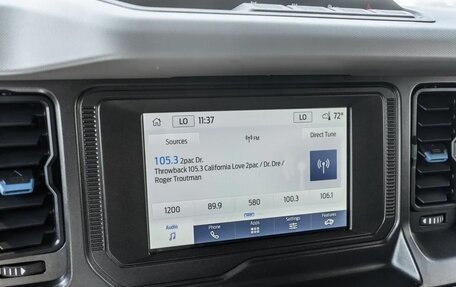 LO 11:37 LO 72°
Sources FM Direct Tune
105.3 2pac Dr.
Throwback 105.3 California Love 2pac / Dr. Dre /
Roger Troutman
1200 89.9 580 100.3 106.1
Audio Phone Apps Settings Features